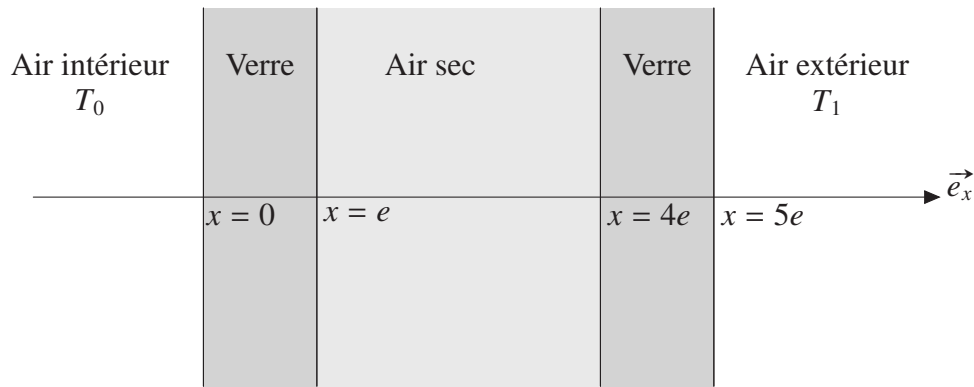 Air intérieur
T₀
Verre
Air sec
Verre
Air extérieur
T₁
x = 0
x = e
x = 4e
x = 5e
e⃗ₓ